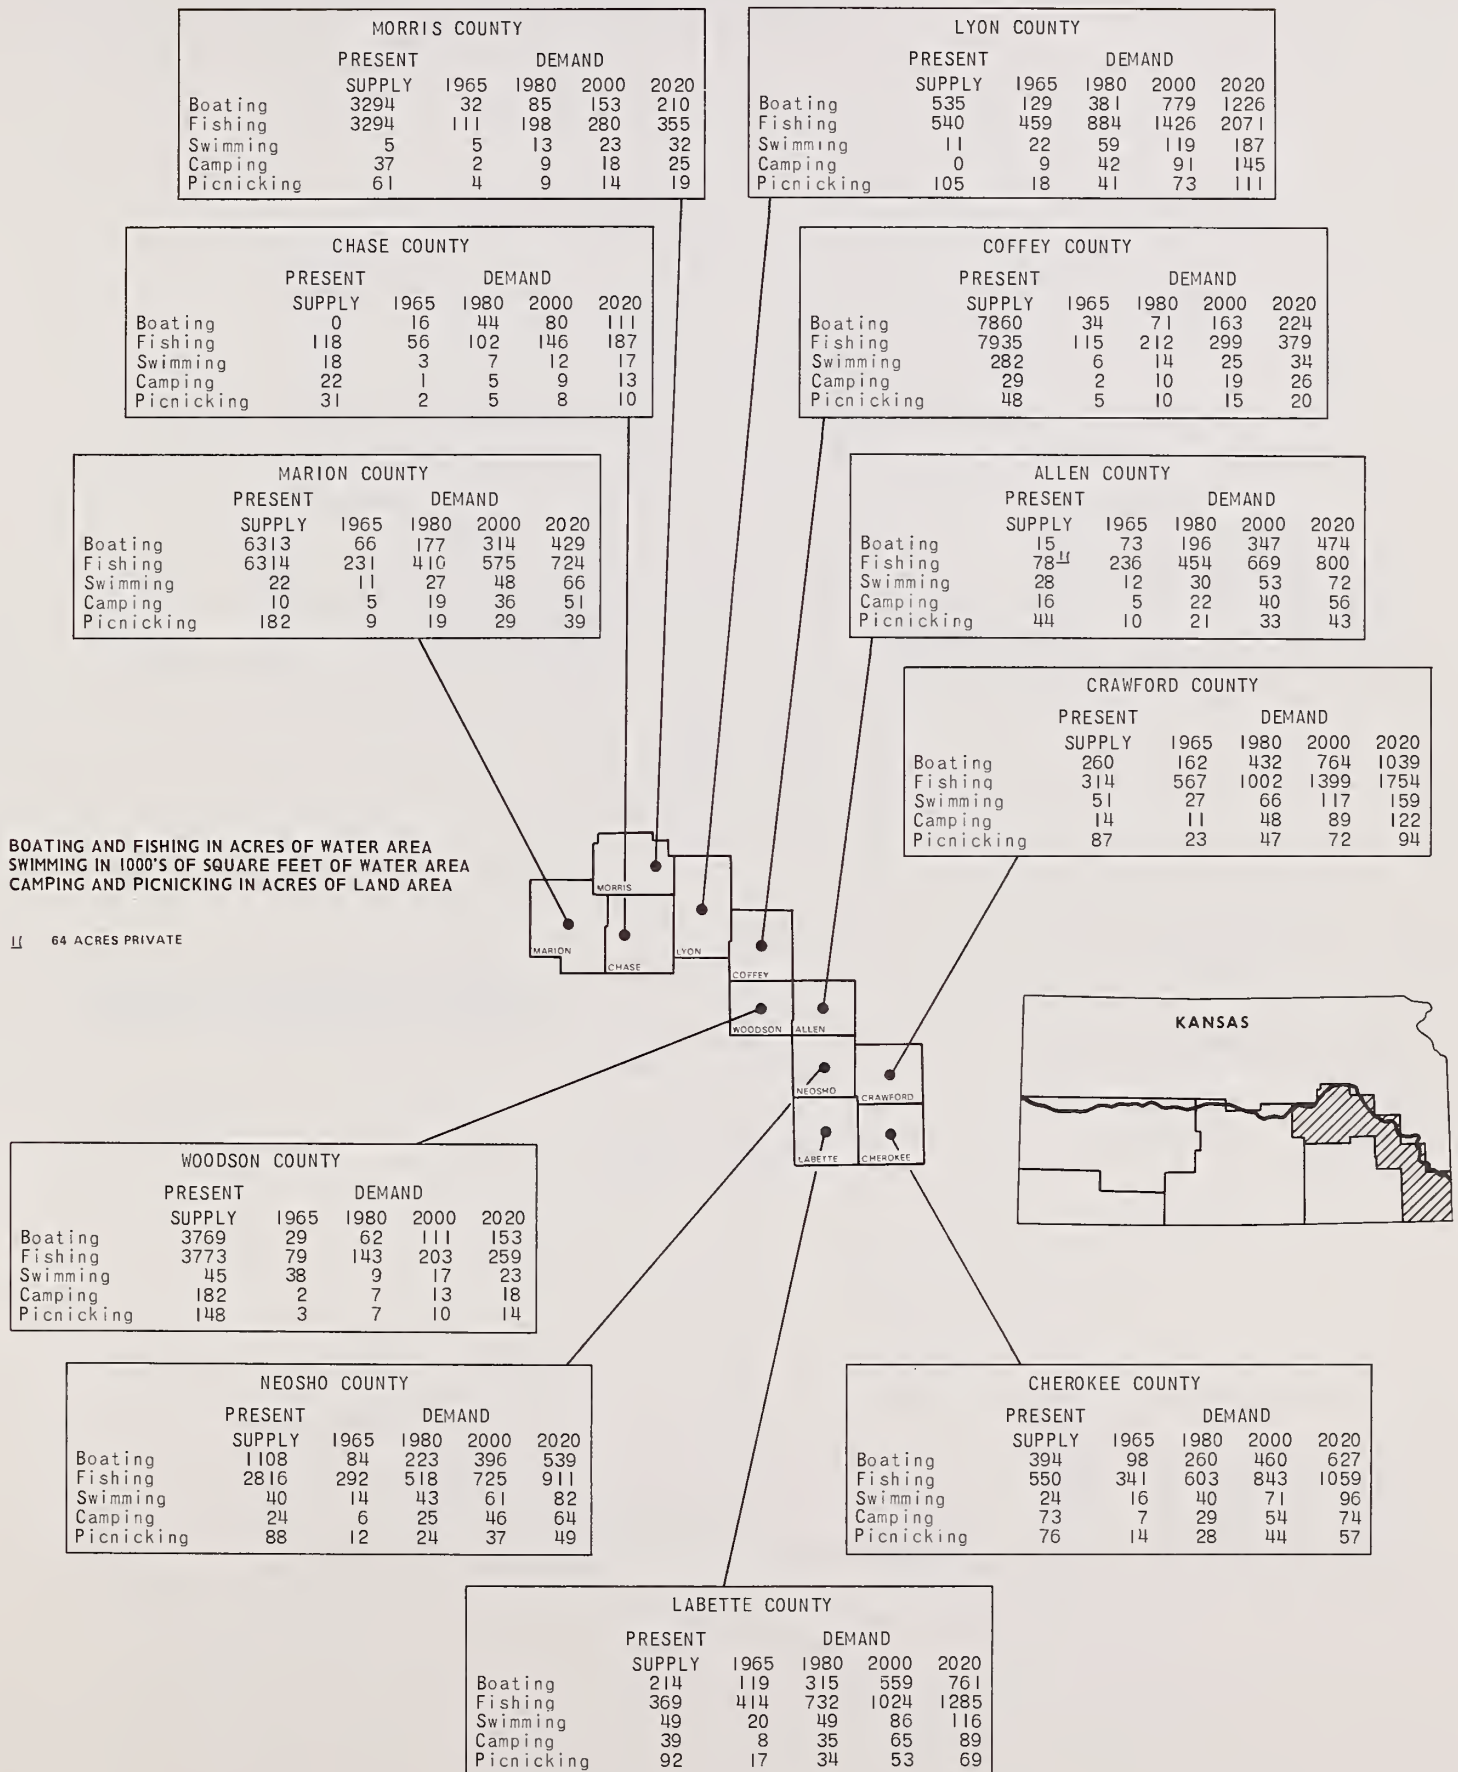 MORRIS COUNTY
PRESENT DEMAND
SUPPLY 1965 1980 2000 2020
Boating 3294 32 85 153 210
Fishing 3294 111 198 280 355
Swimming 5 5 13 23 32
Camping 37 2 9 18 25
Picnicking 61 4 9 14 19
LYON COUNTY
PRESENT DEMAND
SUPPLY 1965 1980 2000 2020
Boating 535 129 381 779 1226
Fishing 540 459 884 1426 2071
Swimming 11 22 59 119 187
Camping 0 9 42 91 145
Picnicking 105 18 41 73 111
CHASE COUNTY
PRESENT DEMAND
SUPPLY 1965 1980 2000 2020
Boating 0 16 44 80 111
Fishing 118 56 102 146 187
Swimming 18 3 7 12 17
Camping 22 1 5 9 13
Picnicking 31 2 5 8 10
COFFEY COUNTY
PRESENT DEMAND
SUPPLY 1965 1980 2000 2020
Boating 7860 34 71 163 224
Fishing 7935 115 212 299 379
Swimming 282 6 14 25 34
Camping 29 2 10 19 26
Picnicking 48 5 10 15 20
MARION COUNTY
PRESENT DEMAND
SUPPLY 1965 1980 2000 2020
Boating 6313 66 177 314 429
Fishing 6314 231 410 575 724
Swimming 22 11 27 48 66
Camping 10 5 19 36 51
Picnicking 182 9 19 29 39
ALLEN COUNTY
PRESENT DEMAND
SUPPLY 1965 1980 2000 2020
Boating 15 73 196 347 474
Fishing 78 1/ 236 454 669 800
Swimming 28 12 30 53 72
Camping 16 5 22 40 56
Picnicking 44 10 21 33 43
CRAWFORD COUNTY
PRESENT DEMAND
SUPPLY 1965 1980 2000 2020
Boating 260 162 432 764 1039
Fishing 314 567 1002 1399 1754
Swimming 51 27 66 117 159
Camping 14 11 48 89 122
Picnicking 87 23 47 72 94
BOATING AND FISHING IN ACRES OF WATER AREA
SWIMMING IN 1000'S OF SQUARE FEET OF WATER AREA
CAMPING AND PICNICKING IN ACRES OF LAND AREA
1/ 64 ACRES PRIVATE
MORRIS
MARION
CHASE
LYON
COFFEY
WOODSON
ALLEN
NEOSHO
CRAWFORD
LABETTE
CHEROKEE
KANSAS
WOODSON COUNTY
PRESENT DEMAND
SUPPLY 1965 1980 2000 2020
Boating 3769 29 62 111 153
Fishing 3773 79 143 203 259
Swimming 45 38 9 17 23
Camping 182 2 7 13 18
Picnicking 148 3 7 10 14
NEOSHO COUNTY
PRESENT DEMAND
SUPPLY 1965 1980 2000 2020
Boating 1108 84 223 396 539
Fishing 2816 292 518 725 911
Swimming 40 14 43 61 82
Camping 24 6 25 46 64
Picnicking 88 12 24 37 49
CHEROKEE COUNTY
PRESENT DEMAND
SUPPLY 1965 1980 2000 2020
Boating 394 98 260 460 627
Fishing 550 341 603 843 1059
Swimming 24 16 40 71 96
Camping 73 7 29 54 74
Picnicking 76 14 28 44 57
LABETTE COUNTY
PRESENT DEMAND
SUPPLY 1965 1980 2000 2020
Boating 214 119 315 559 761
Fishing 369 414 732 1024 1285
Swimming 49 20 49 86 116
Camping 39 8 35 65 89
Picnicking 92 17 34 53 69